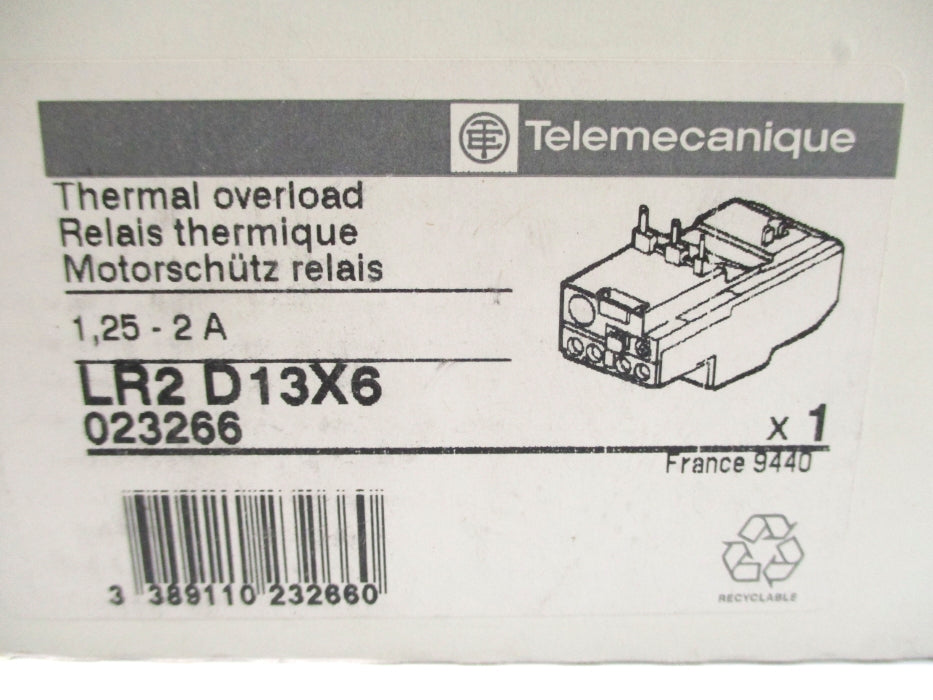 TE Telemecanique
Thermal overload
Relais thermique
Motorschütz relais
1,25 - 2 A
LR2 D13X6
023266
x 1
France 9440
3 389110 232660
RECYCLABLE